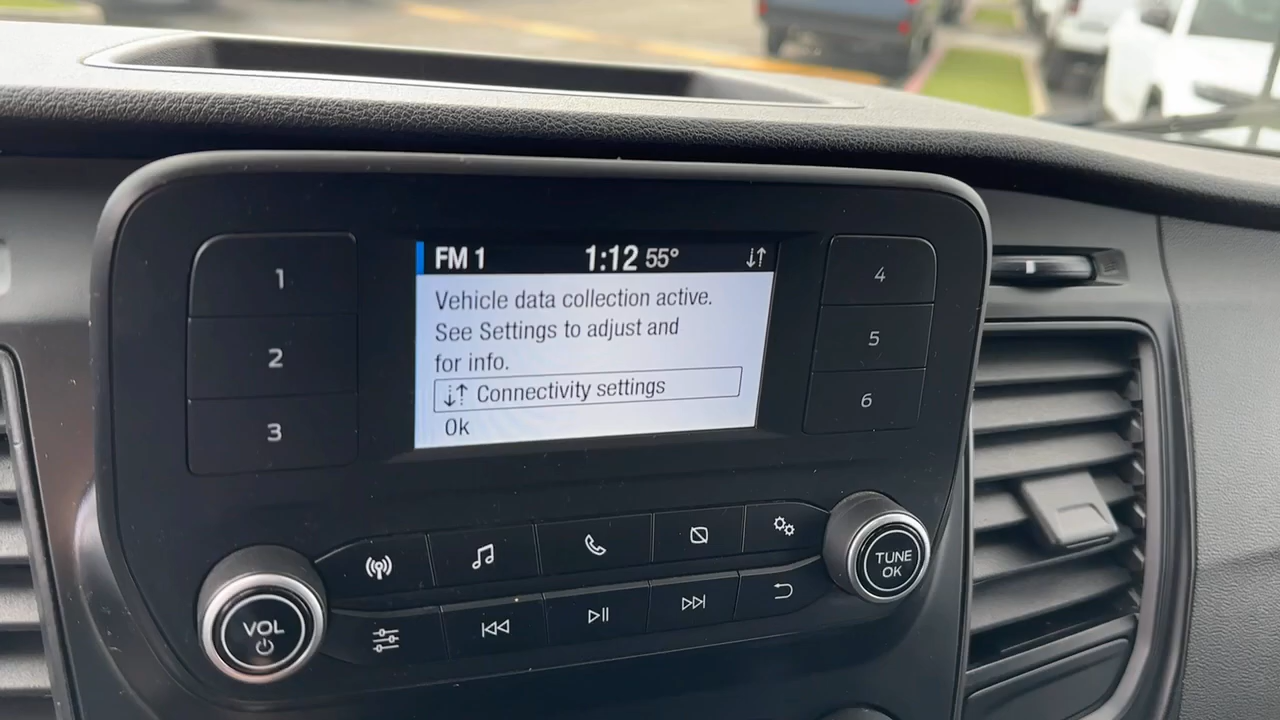 FM 1 1:12 55°
Vehicle data collection active.
See Settings to adjust and
for info.
Connectivity settings
Ok
1
2
3
4
5
6
VOL
TUNE
OK